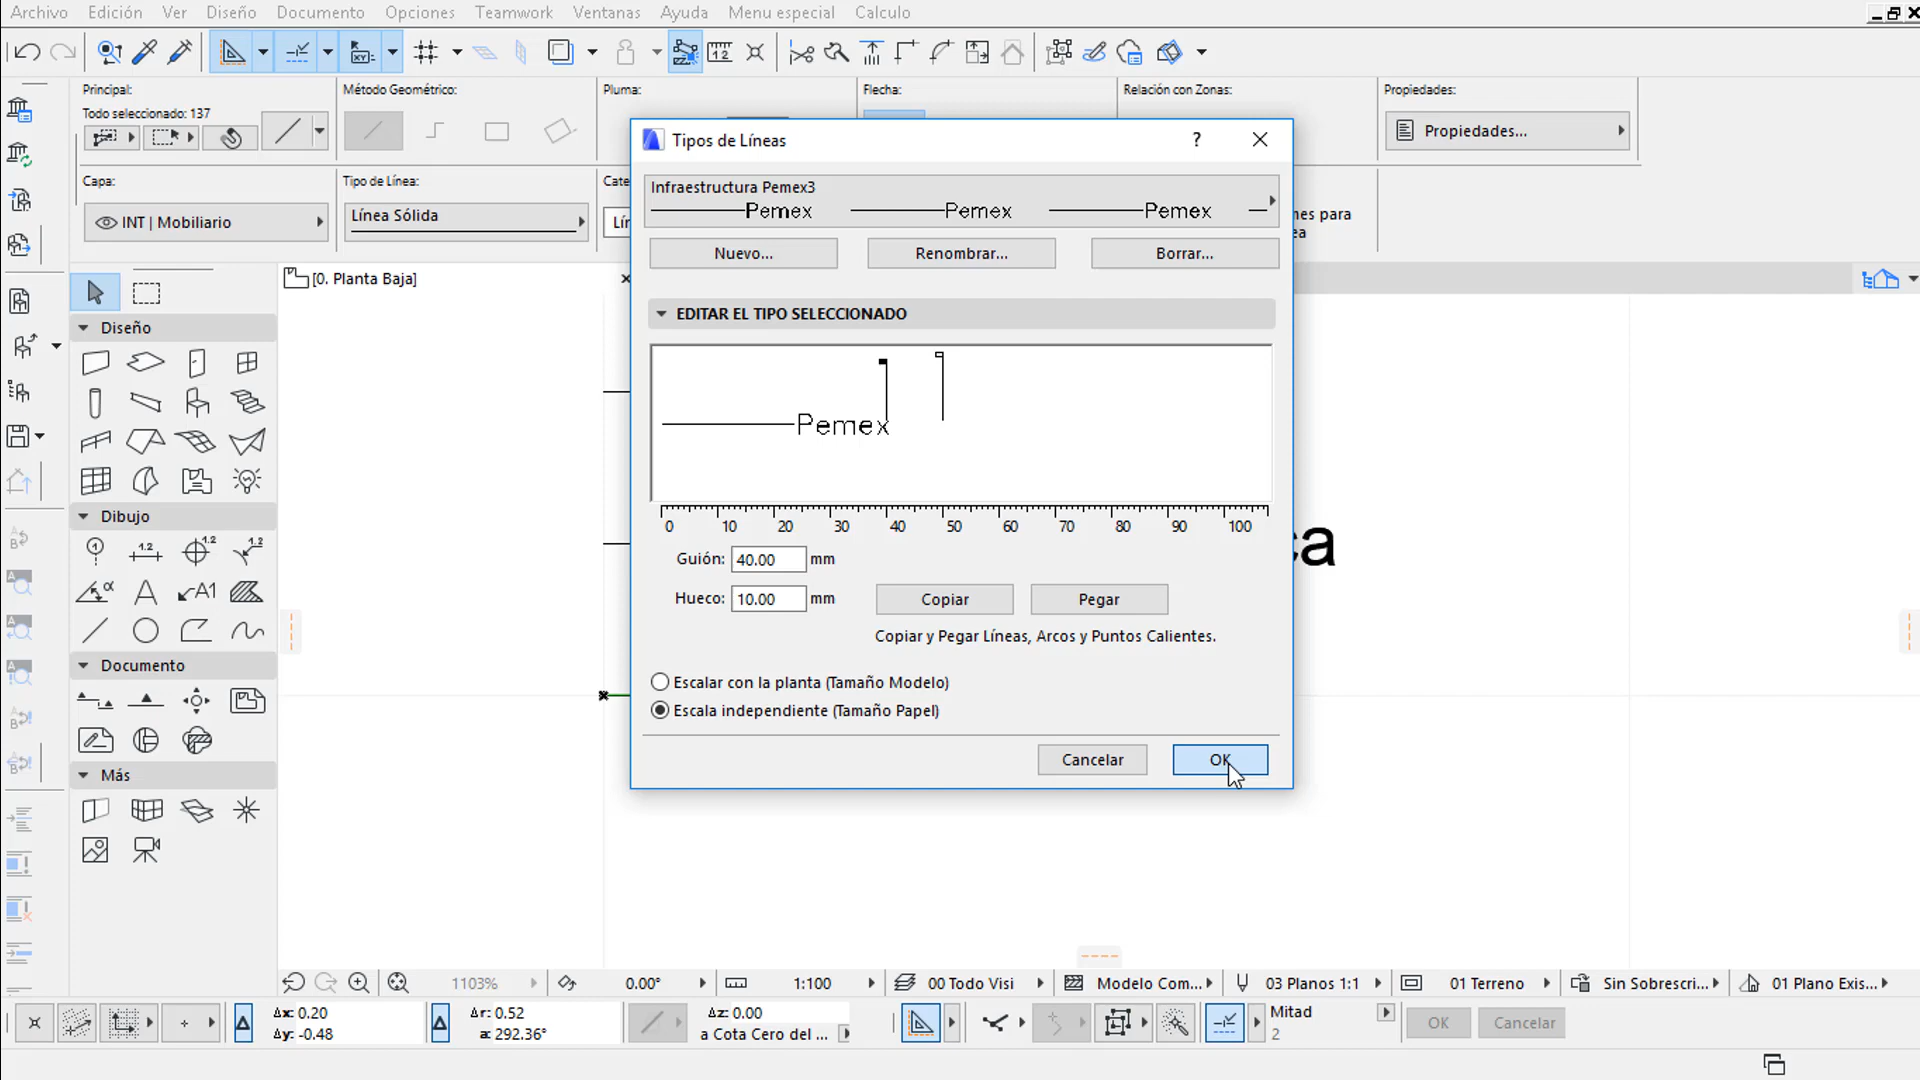 Archivo Edición Ver Diseño Documento Opciones Teamwork Ventanas Ayuda Menu especial Calculo
Principal:
Todo seleccionado: 137
Método Geométrico:
Pluma:
Flecha:
Relación con Zonas:
Propiedades:
Propiedades...
Capa:
INT | Mobiliario
Tipo de Línea:
Línea Sólida
Cate
Lín
nes para
ea
Tipos de Líneas
?
Infraestructura Pemex3
Pemex Pemex Pemex
Nuevo... Renombrar... Borrar...
EDITAR EL TIPO SELECCIONADO
Pemex
0 10 20 30 40 50 60 70 80 90 100
Guión: 40.00 mm
Hueco: 10.00 mm
Copiar Pegar
Copiar y Pegar Líneas, Arcos y Puntos Calientes.
Escalar con la planta (Tamaño Modelo)
Escala independiente (Tamaño Papel)
Cancelar OK
[0. Planta Baja]
ca
Diseño
Dibujo
Documento
Más
1103% 0.00° 1:100 00 Todo Visi Modelo Com... 03 Planos 1:1 01 Terreno Sin Sobrescri... 01 Plano Exis...
Δx: 0.20
Δy: -0.48
Δr: 0.52
a: 292.36°
Δz: 0.00
a Cota Cero del ...
Mitad
2
OK Cancelar